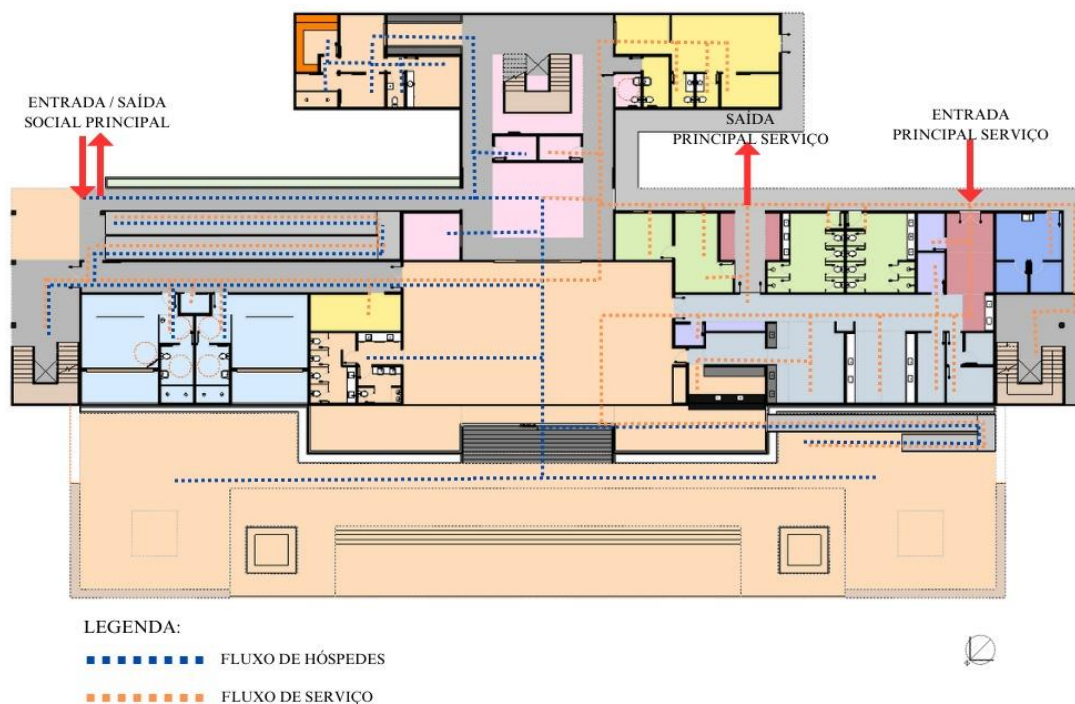 ENTRADA / SAÍDA
SOCIAL PRINCIPAL
SAÍDA
PRINCIPAL SERVIÇO
ENTRADA
PRINCIPAL SERVIÇO
LEGENDA:
FLUXO DE HÓSPEDES
FLUXO DE SERVIÇO